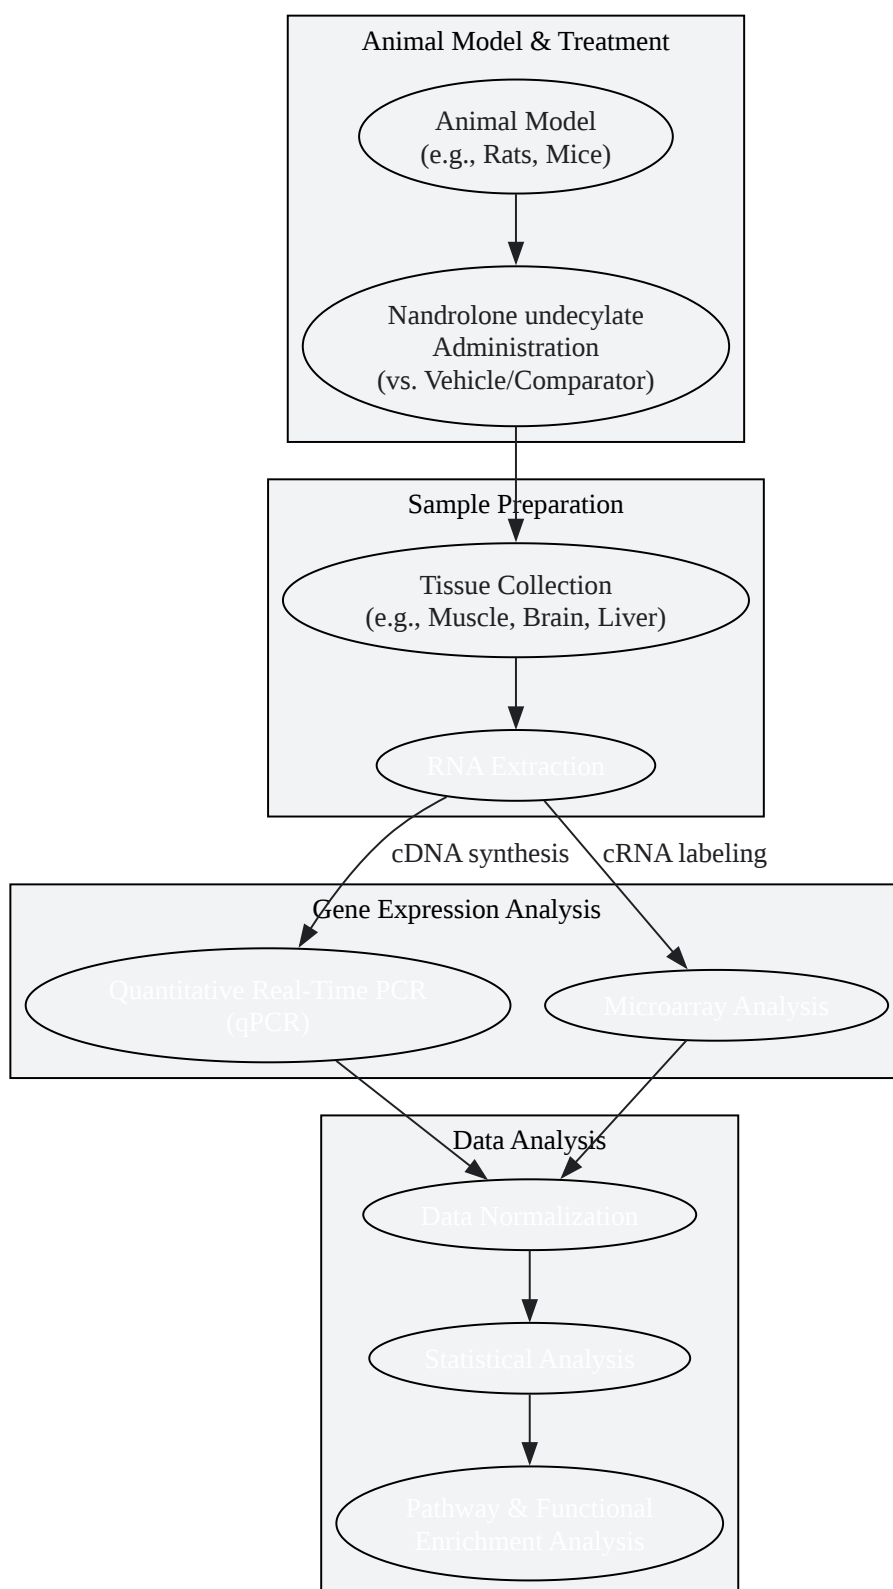 Animal Model & Treatment
Animal Model
(e.g., Rats, Mice)
Nandrolone undecylate
Administration
(vs. Vehicle/Comparator)
Sample Preparation
Tissue Collection
(e.g., Muscle, Brain, Liver)
RNA Extraction
cDNA synthesis
cRNA labeling
Gene Expression Analysis
Quantitative Real-Time PCR
(qPCR)
Microarray Analysis
Data Analysis
Data Normalization
Statistical Analysis
Pathway & Functional
Enrichment Analysis